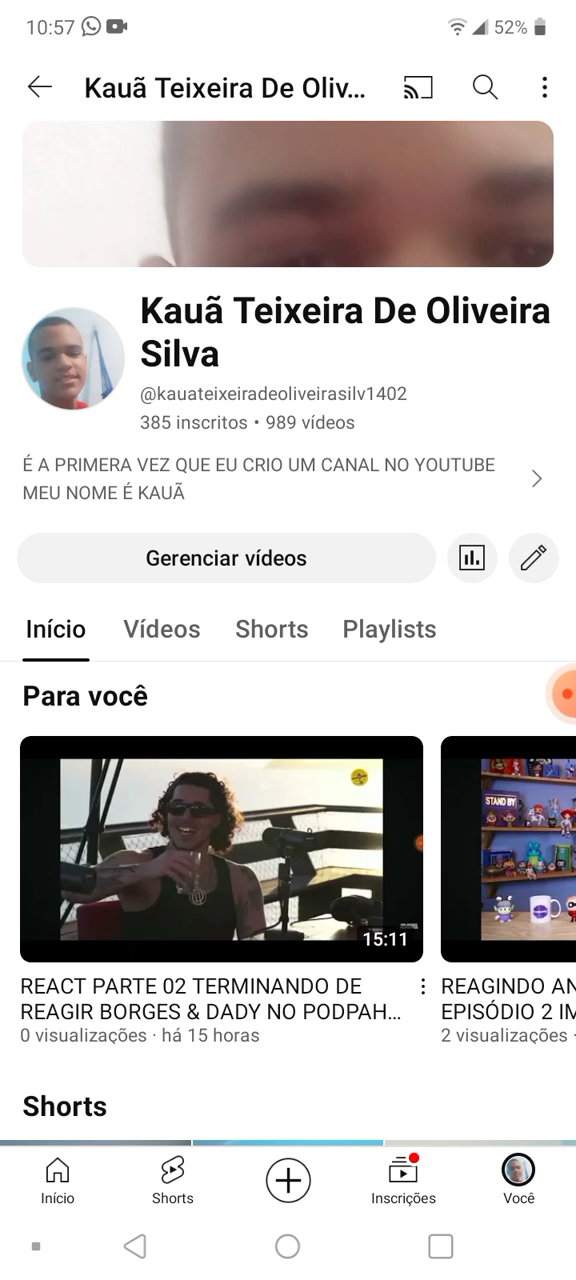 10:57
52%
Kauã Teixeira De Oliv...
Kauã Teixeira De Oliveira
Silva
@kauateixeiradeoliveirasilv1402
385 inscritos • 989 vídeos
É A PRIMERA VEZ QUE EU CRIO UM CANAL NO YOUTUBE
MEU NOME É KAUÃ
Gerenciar vídeos
Início Vídeos Shorts Playlists
Para você
STAND BY
15:11
REACT PARTE 02 TERMINANDO DE
REAGIR BORGES & DADY NO PODPAH...
0 visualizações · há 15 horas
REAGINDO AN
EPISÓDIO 2 IM
2 visualizações ·
Shorts
Início Shorts Inscrições Você